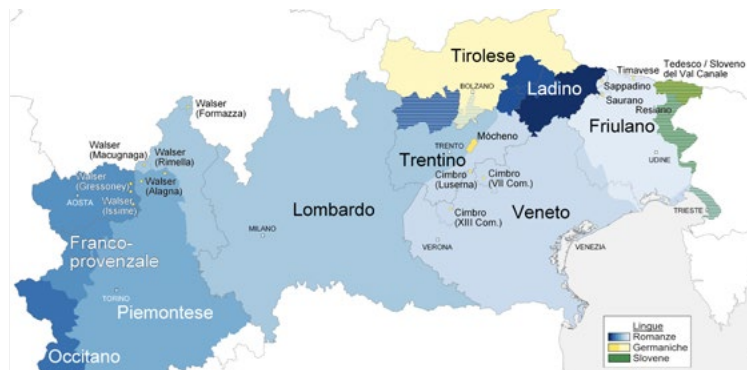 Tirolese
Timavese
Tedesco / Sloveno
del Val Canale
BOLZANO
Ladino
Sappadino
Saurano
Resiano
Walser
(Formazza)
Friulano
Mòcheno
Walser
(Macugnaga)
Walser
(Rimella)
TRENTO
Trentino
UDINE
Walser
(Gressoney)
Walser
(Alagna)
Cimbro
(Luserna)
Cimbro
(VII Com.)
AOSTA
Walser
(Issime)
Lombardo
Cimbro
(XIII Com.)
Veneto
TRIESTE
MILANO
Franco-
provenzale
VERONA
VENEZIA
TORINO
Piemontese
Occitano
Lingue
Romanze
Germaniche
Slovene